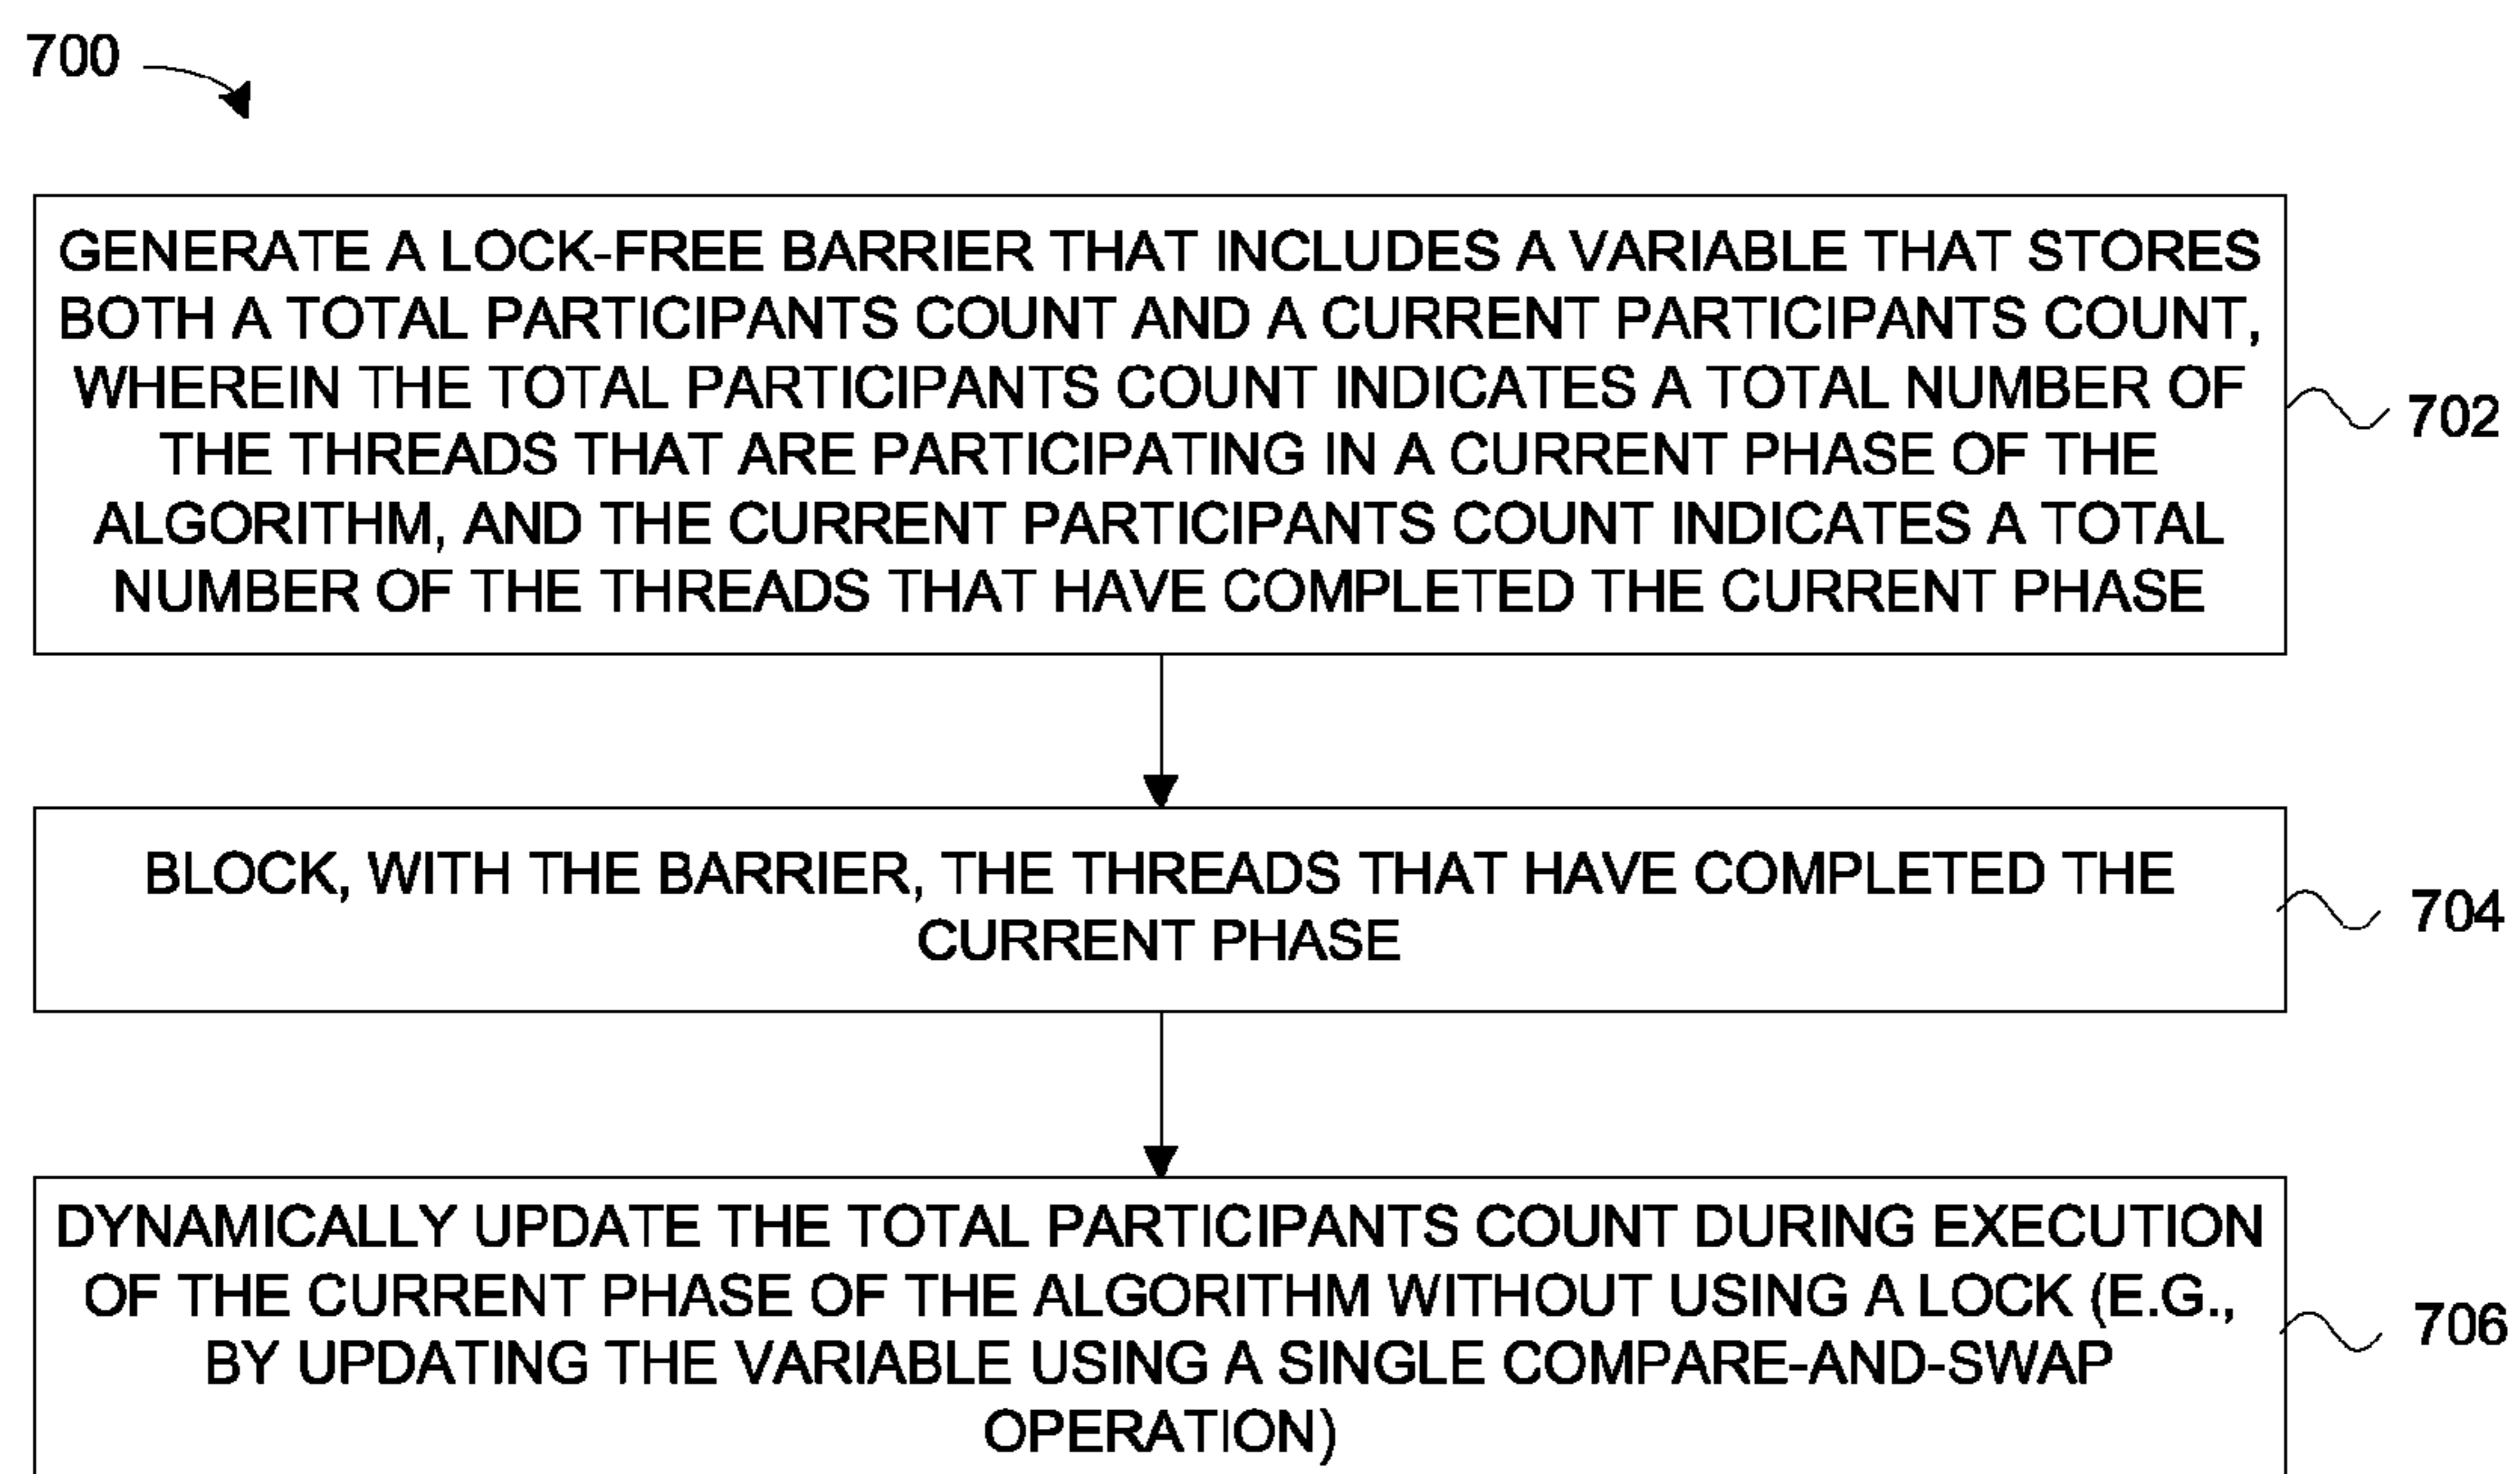 700
GENERATE A LOCK-FREE BARRIER THAT INCLUDES A VARIABLE THAT STORES
BOTH A TOTAL PARTICIPANTS COUNT AND A CURRENT PARTICIPANTS COUNT,
WHEREIN THE TOTAL PARTICIPANTS COUNT INDICATES A TOTAL NUMBER OF
THE THREADS THAT ARE PARTICIPATING IN A CURRENT PHASE OF THE
ALGORITHM, AND THE CURRENT PARTICIPANTS COUNT INDICATES A TOTAL
NUMBER OF THE THREADS THAT HAVE COMPLETED THE CURRENT PHASE
702
BLOCK, WITH THE BARRIER, THE THREADS THAT HAVE COMPLETED THE
CURRENT PHASE
704
DYNAMICALLY UPDATE THE TOTAL PARTICIPANTS COUNT DURING EXECUTION
OF THE CURRENT PHASE OF THE ALGORITHM WITHOUT USING A LOCK (E.G.,
BY UPDATING THE VARIABLE USING A SINGLE COMPARE-AND-SWAP
OPERATION)
706